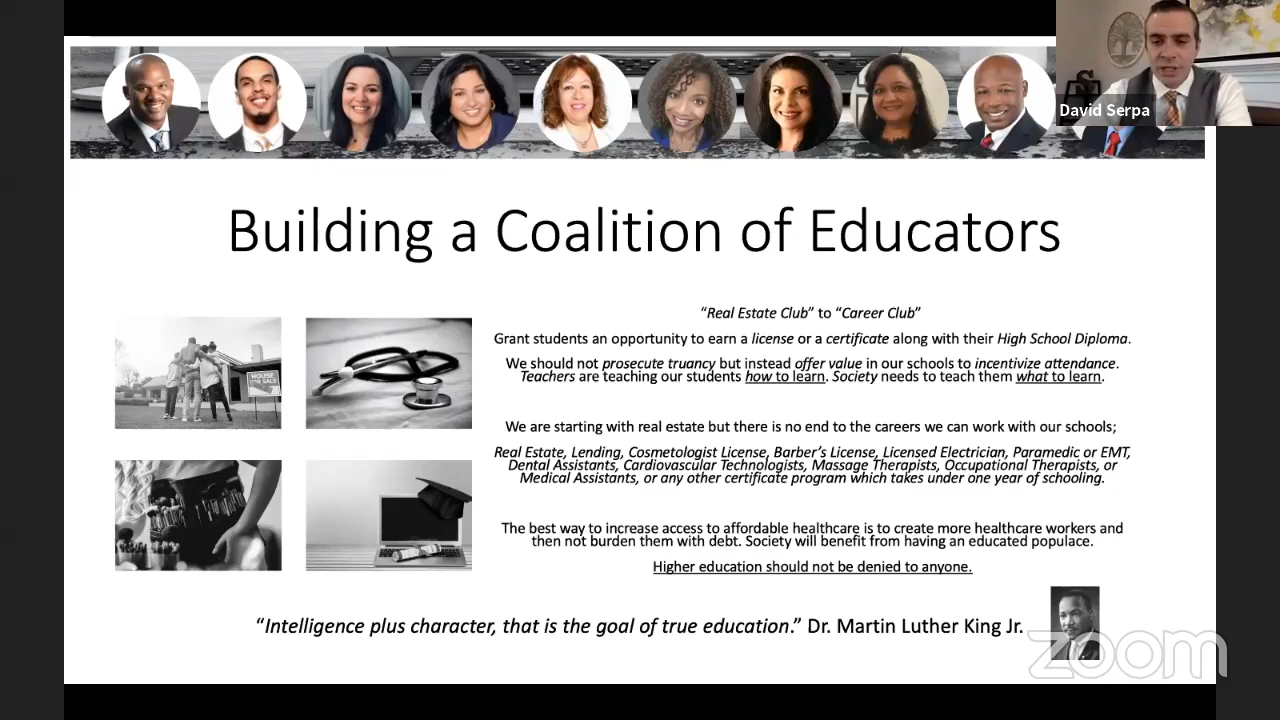 David Serpa
Building a Coalition of Educators
“Real Estate Club” to “Career Club”
Grant students an opportunity to earn a license or a certificate along with their High School Diploma.
We should not prosecute truancy but instead offer value in our schools to incentivize attendance.
Teachers are teaching our students how to learn. Society needs to teach them what to learn.
We are starting with real estate but there is no end to the careers we can work with our schools;
Real Estate, Lending, Cosmetologist License, Barber’s License, Licensed Electrician, Paramedic or EMT,
Dental Assistants, Cardiovascular Technologists, Massage Therapists, Occupational Therapists, or
Medical Assistants, or any other certificate program which takes under one year of schooling.
The best way to increase access to affordable healthcare is to create more healthcare workers and
then not burden them with debt. Society will benefit from having an educated populace.
Higher education should not be denied to anyone.
“Intelligence plus character, that is the goal of true education.” Dr. Martin Luther King Jr.
zoom